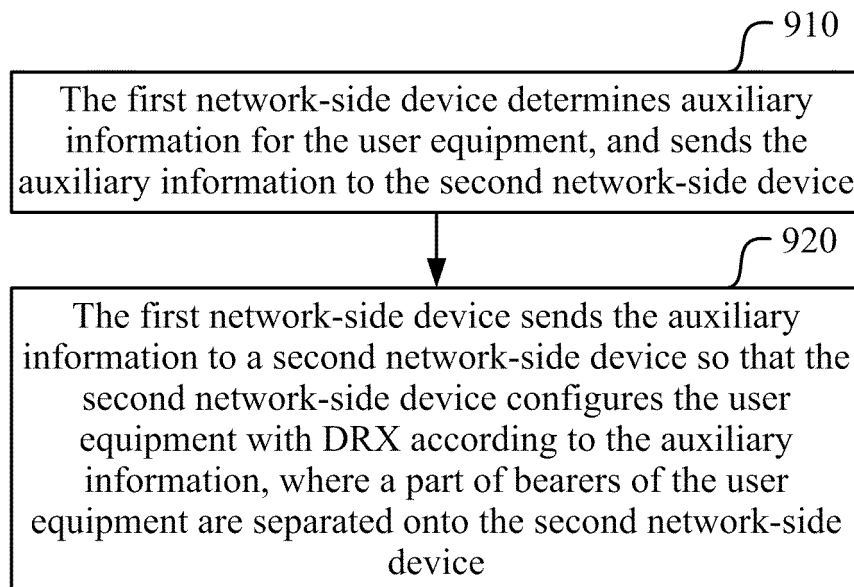 910
The first network-side device determines auxiliary
information for the user equipment, and sends the
auxiliary information to the second network-side device
920
The first network-side device sends the auxiliary
information to a second network-side device so that the
second network-side device configures the user
equipment with DRX according to the auxiliary
information, where a part of bearers of the user
equipment are separated onto the second network-side
device